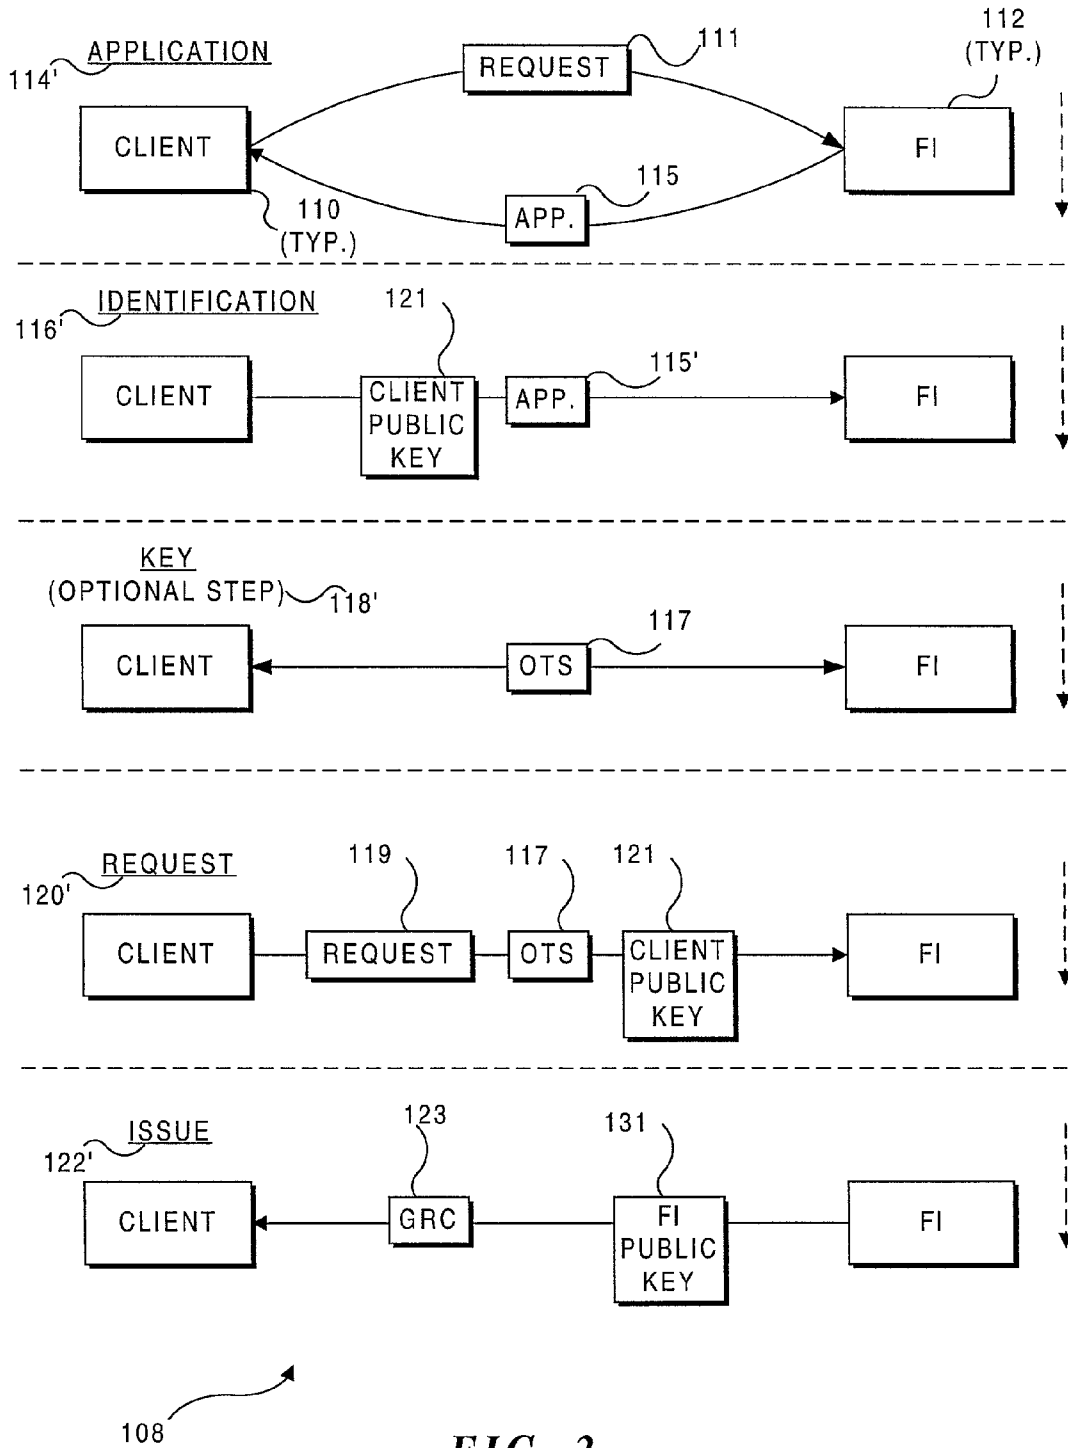 112
(TYP.)
APPLICATION
114'
REQUEST
111
CLIENT
FI
110
(TYP.)
APP.
115
IDENTIFICATION
116'
121
115'
CLIENT
CLIENT
PUBLIC
KEY
APP.
FI
KEY
(OPTIONAL STEP)
118'
117
CLIENT
OTS
FI
REQUEST
120'
119
117
121
CLIENT
REQUEST
OTS
CLIENT
PUBLIC
KEY
FI
ISSUE
122'
123
131
CLIENT
GRC
FI
PUBLIC
KEY
FI
108